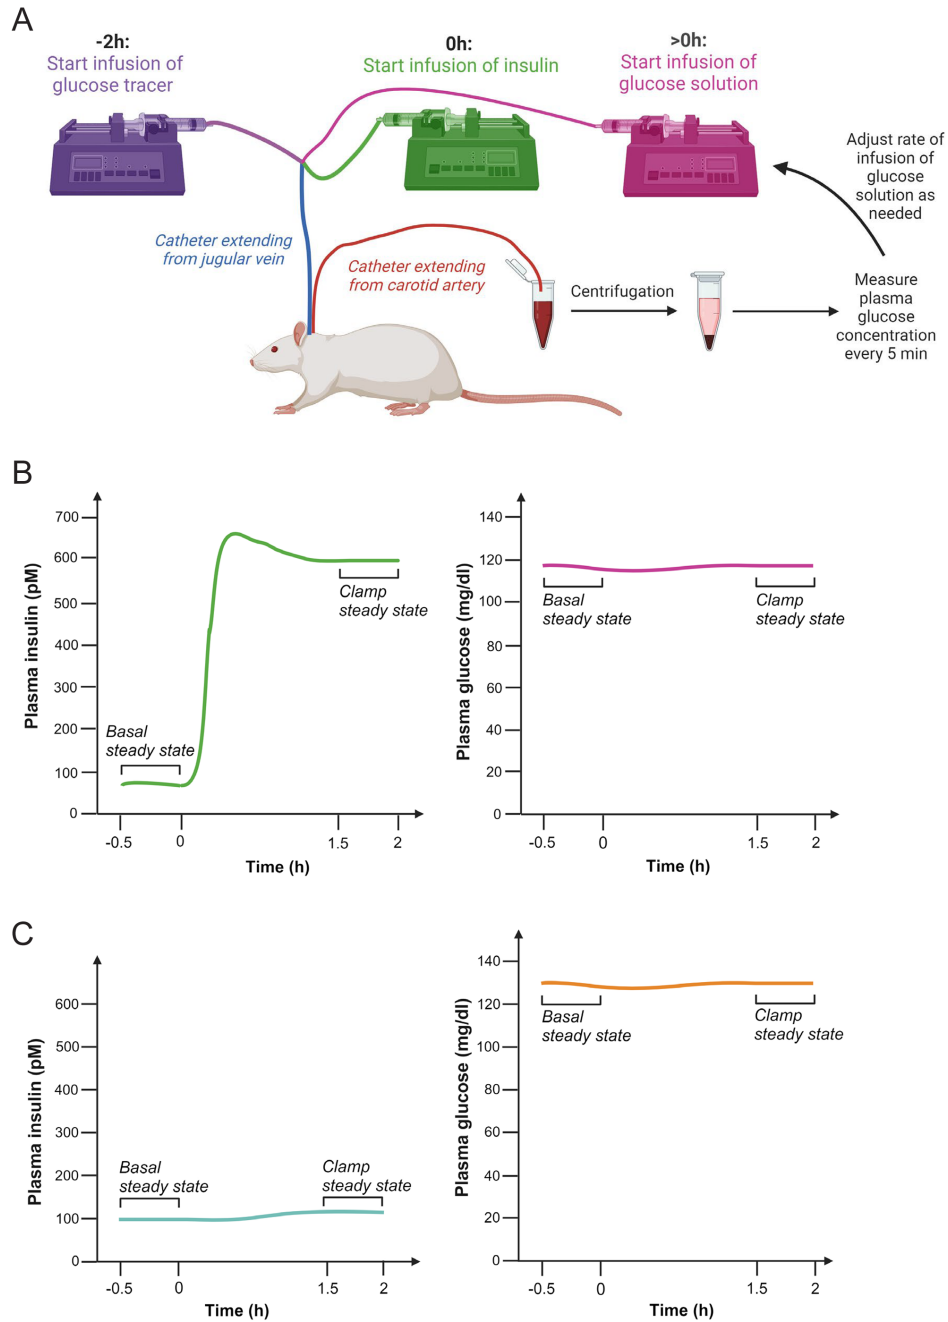 A
-2h:
Start infusion of
glucose tracer
0h:
Start infusion of insulin
>0h:
Start infusion of
glucose solution
Adjust rate of
infusion of
glucose
solution as
needed
Catheter extending
from jugular vein
Catheter extending
from carotid artery
Centrifugation
Measure
plasma
glucose
concentration
every 5 min
B
Plasma insulin (pM)
700
600
500
400
300
200
100
0
Basal
steady state
Clamp
steady state
-0.5
0
1.5
2
Time (h)
Plasma glucose (mg/dl)
140
120
100
80
60
40
20
0
Basal
steady state
Clamp
steady state
-0.5
0
1.5
2
Time (h)
C
Plasma insulin (pM)
600
500
400
300
200
100
0
Basal
steady state
Clamp
steady state
-0.5
0
1.5
2
Time (h)
Plasma glucose (mg/dl)
140
120
100
80
60
40
20
0
Basal
steady state
Clamp
steady state
-0.5
0
1.5
2
Time (h)